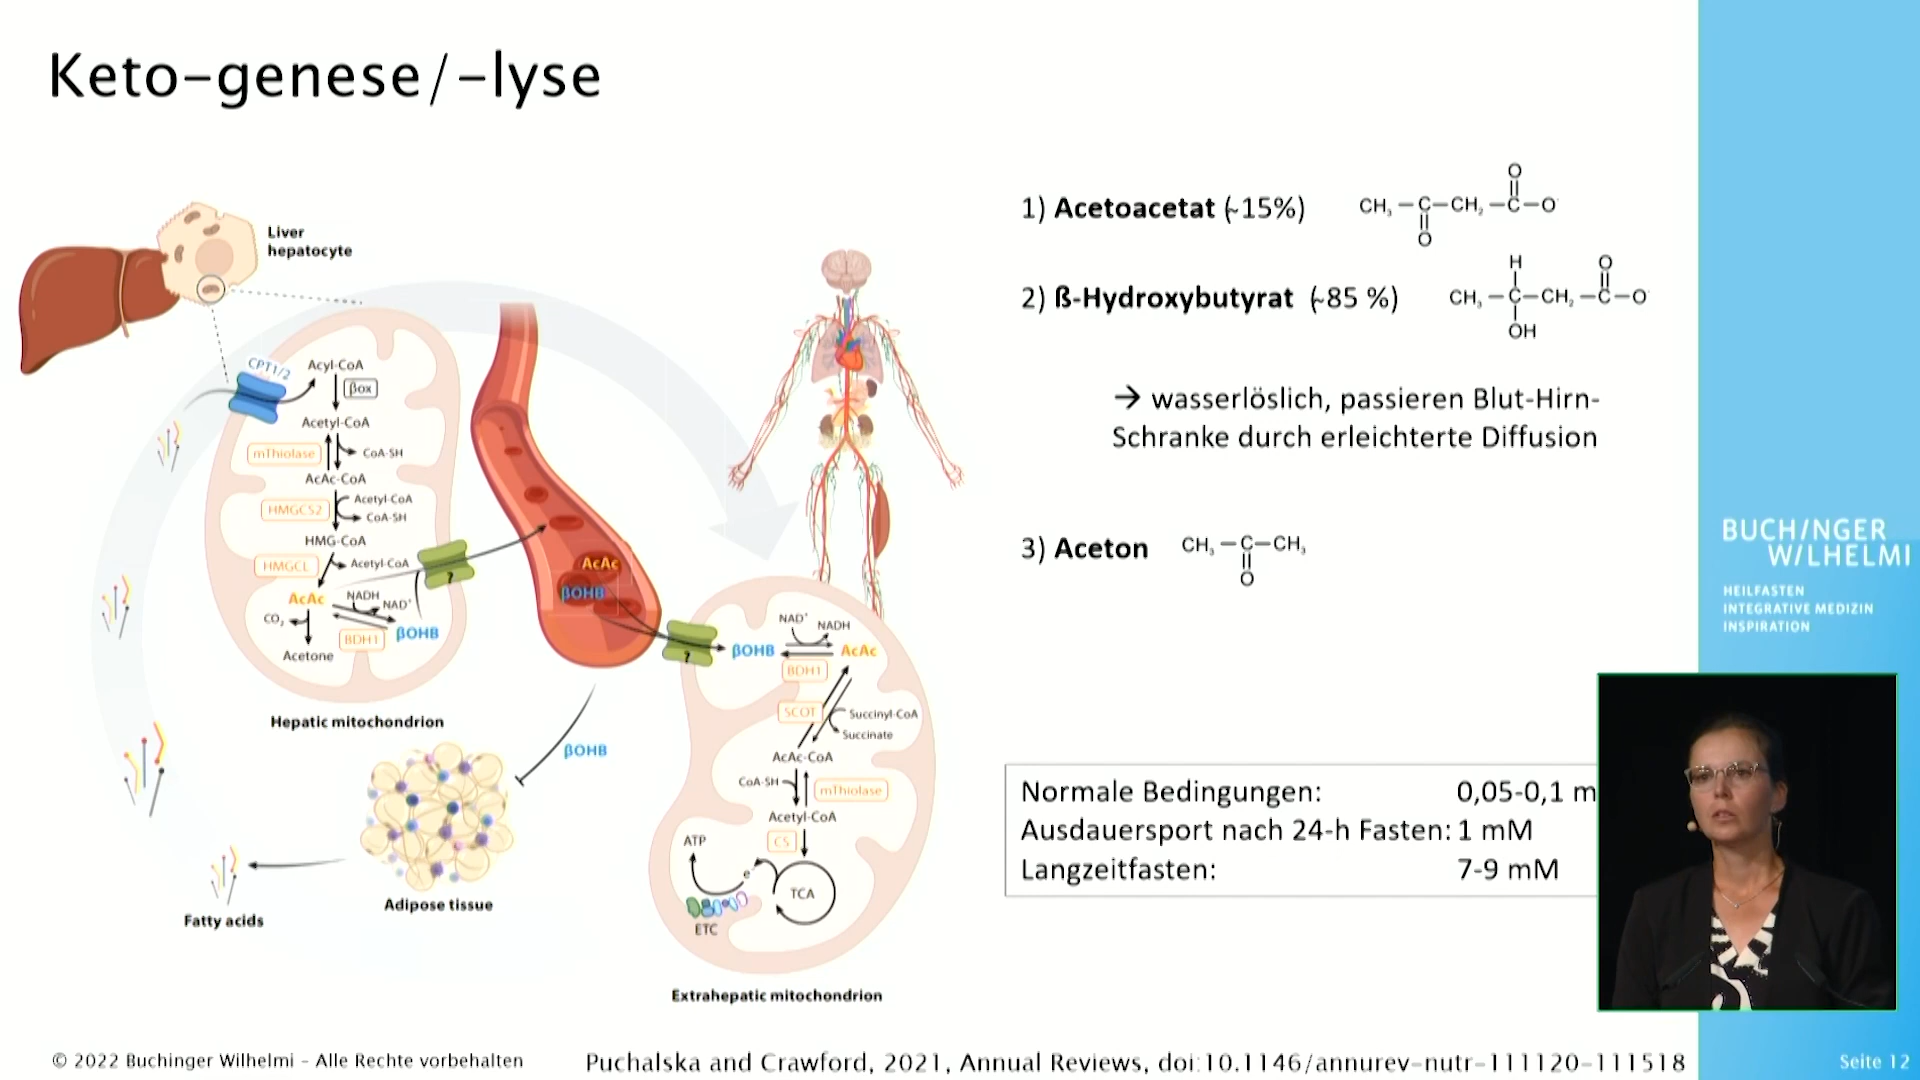 Keto-genese/-lyse
Liver
hepatocyte
CPT1/2
Acyl-CoA
βox
Acetyl-CoA
mThiolase
CoA-SH
AcAc-CoA
HMGCS2
Acetyl-CoA
CoA-SH
HMG-CoA
HMGCL
Acetyl-CoA
?
AcAc
NADH
NAD⁺
CO₂
BDH1
βOHB
Acetone
Hepatic mitochondrion
AcAc
βOHB
βOHB
?
Adipose tissue
Fatty acids
NAD⁺
NADH
βOHB
AcAc
BDH1
SCOT
Succinyl-CoA
Succinate
AcAc-CoA
CoA-SH
mThiolase
Acetyl-CoA
ATP
CS
e⁻
TCA
ETC
Extrahepatic mitochondrion
1) Acetoacetat (~15%)
O
CH₃ – C – CH₂ – C – O⁻
O
2) ß-Hydroxybutyrat (~85 %)
H O
CH₃ – C – CH₂ – C – O⁻
OH
→ wasserlöslich, passieren Blut-Hirn-
Schranke durch erleichterte Diffusion
3) Aceton
CH₃ – C – CH₃
O
Normale Bedingungen: 0,05-0,1 m
Ausdauersport nach 24-h Fasten: 1 mM
Langzeitfasten: 7-9 mM
BUCHINGER
WILHELMI
HEILFASTEN
INTEGRATIVE MEDIZIN
INSPIRATION
© 2022 Buchinger Wilhelmi – Alle Rechte vorbehalten
Puchalska and Crawford, 2021, Annual Reviews, doi:10.1146/annurev-nutr-111120-111518
Seite 12